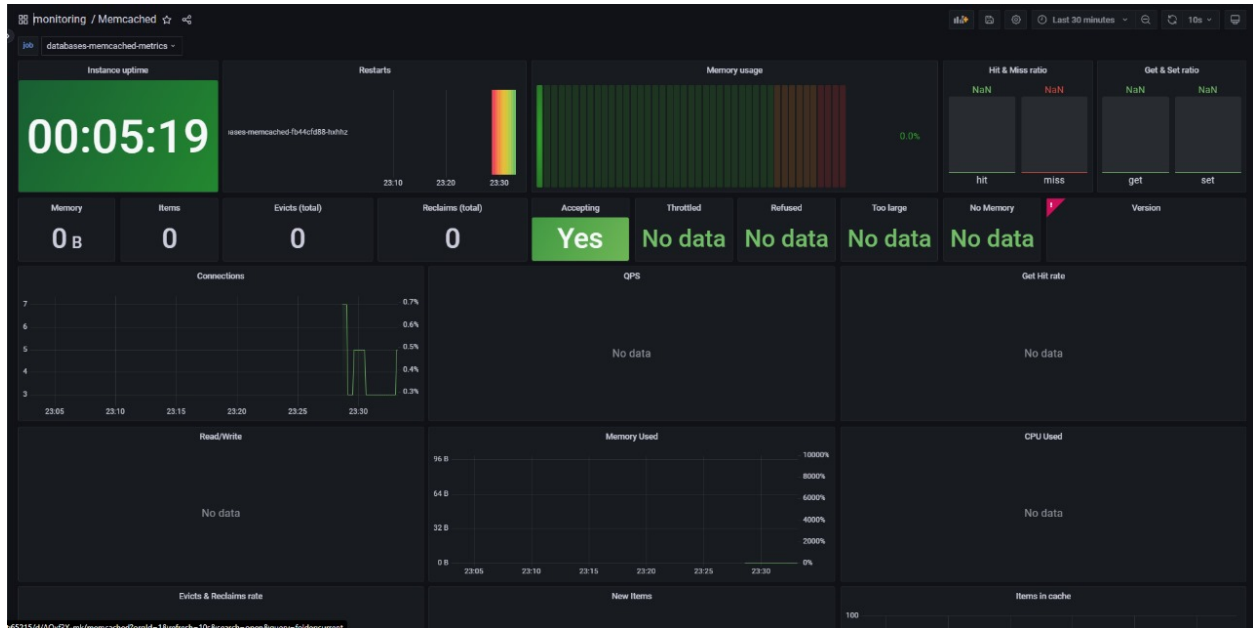 monitoring / Memcached
Last 30 minutes
10s
job databases-memcached-metrics
Instance uptime
00:05:19
Restarts
23:10 23:20 23:30
Memory usage
0.0%
Hit & Miss ratio
NaN NaN
hit miss
Get & Set ratio
NaN NaN
get set
Memory
0 B
Items
0
Evicts (total)
0
Reclaims (total)
0
Accepting
Yes
Throttled
No data
Refused
No data
Too large
No data
No Memory
No data
!
Version
Connections
7 0.7%
6 0.6%
5 0.5%
4 0.4%
3 0.3%
23:05 23:10 23:15 23:20 23:25 23:30
QPS
No data
Get Hit rate
No data
Read/Write
No data
Memory Used
96 B 10000%
8000%
64 B 6000%
32 B 4000%
2000%
0 B 0%
23:05 23:10 23:15 23:20 23:25 23:30
CPU Used
No data
Evicts & Reclaims rate
New Items
Items in cache
100